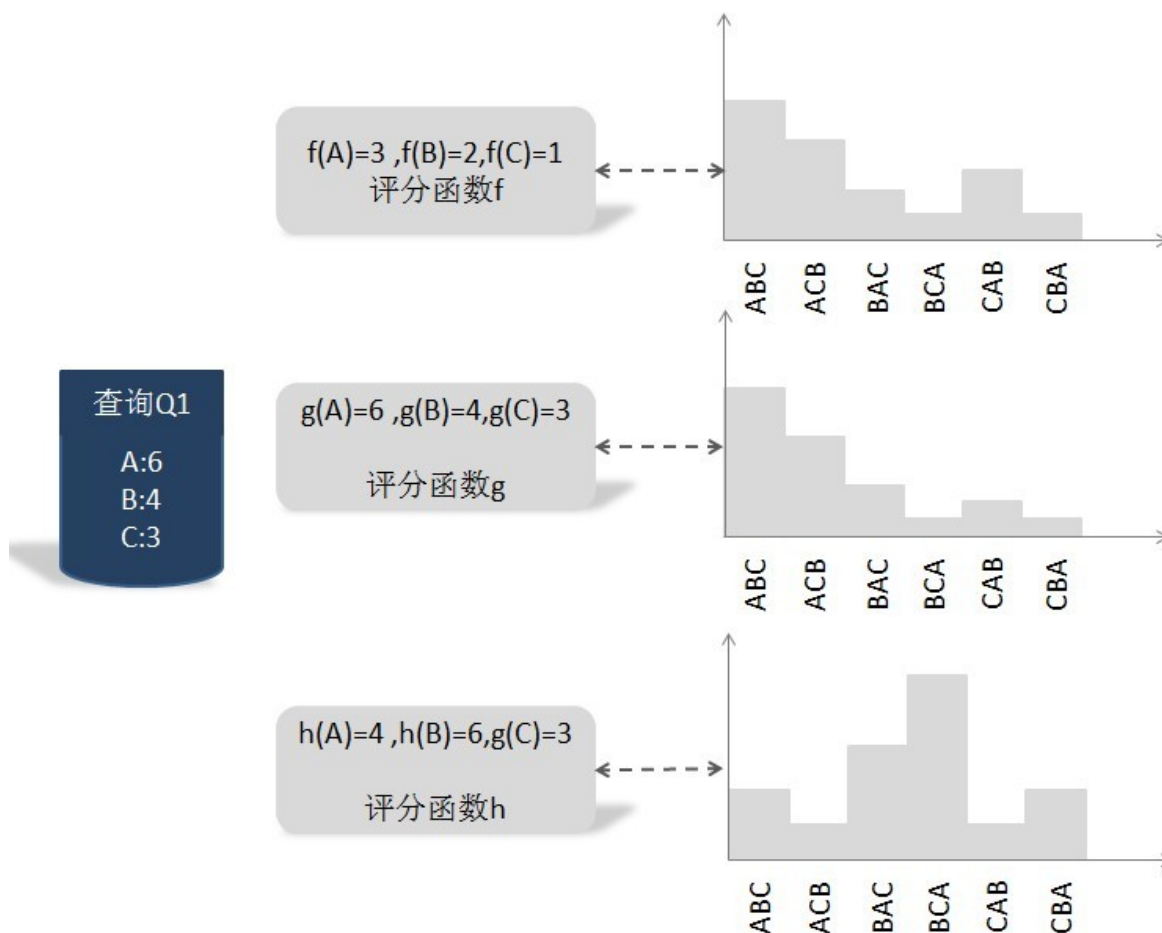 f(A)=3 ,f(B)=2,f(C)=1
评分函数f
ABC
ACB
BAC
BCA
CAB
CBA
查询Q1
A:6
B:4
C:3
g(A)=6 ,g(B)=4,g(C)=3
评分函数g
ABC
ACB
BAC
BCA
CAB
CBA
h(A)=4 ,h(B)=6,g(C)=3
评分函数h
ABC
ACB
BAC
BCA
CAB
CBA